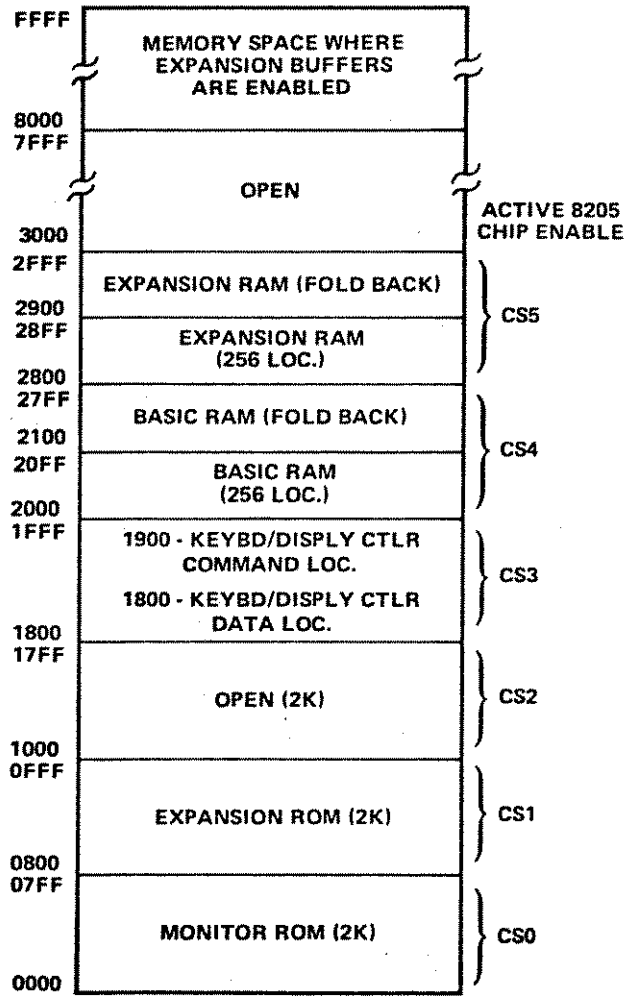 FFFF
MEMORY SPACE WHERE
EXPANSION BUFFERS
ARE ENABLED
8000
7FFF
OPEN
ACTIVE 8205
CHIP ENABLE
3000
2FFF
EXPANSION RAM (FOLD BACK)
2900
CS5
28FF
EXPANSION RAM
(256 LOC.)
2800
27FF
BASIC RAM (FOLD BACK)
2100
CS4
20FF
BASIC RAM
(256 LOC.)
2000
1FFF
1900 - KEYBD/DISPLY CTLR
COMMAND LOC.
CS3
1800 - KEYBD/DISPLY CTLR
DATA LOC.
1800
17FF
OPEN (2K)
CS2
1000
0FFF
EXPANSION ROM (2K)
CS1
0800
07FF
MONITOR ROM (2K)
CS0
0000